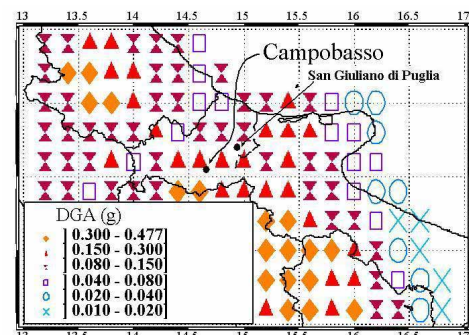 13 13.5 14 14.5 15 15.5 16 16.5 17
Campobasso
San Giuliano di Puglia
DGA (g)
] 0.300 - 0.477]
] 0.150 - 0.300]
] 0.080 - 0.150]
] 0.040 - 0.080]
] 0.020 - 0.040]
] 0.010 - 0.020]